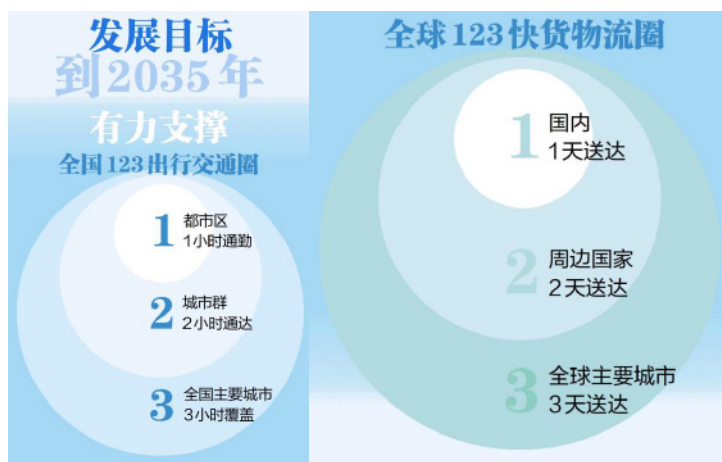 发展目标
到2035年
有力支撑
全国123出行交通圈
1
都市区
1小时通勤
2
城市群
2小时通达
3
全国主要城市
3小时覆盖
全球123快货物流圈
1
国内
1天送达
2
周边国家
2天送达
3
全球主要城市
3天送达